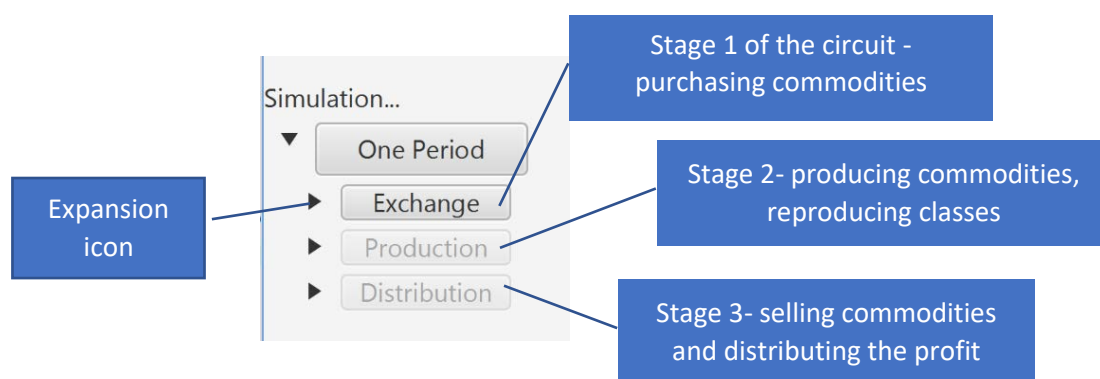 Stage 1 of the circuit -
purchasing commodities
Simulation...
One Period
Stage 2- producing commodities,
reproducing classes
Expansion
icon
Exchange
Production
Distribution
Stage 3- selling commodities
and distributing the profit